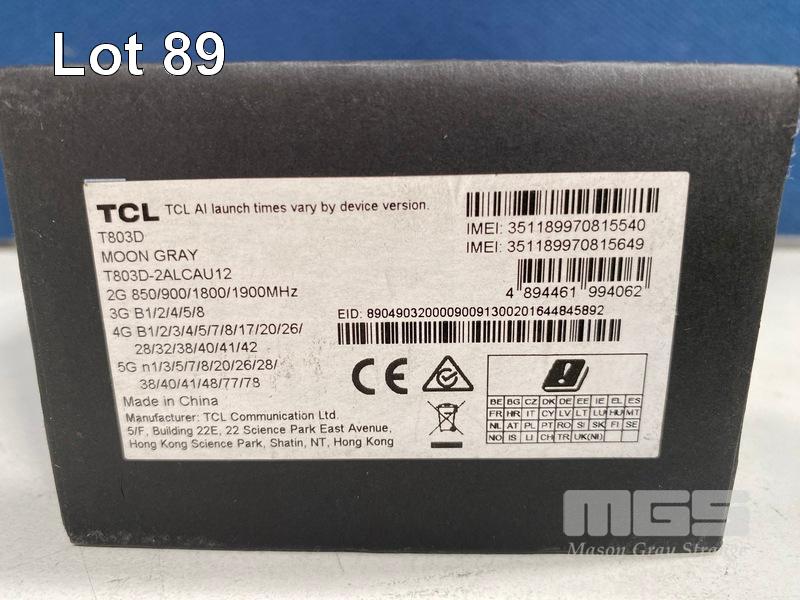 Lot 89
TCL TCL AI launch times vary by device version.
T803D
MOON GRAY
T803D-2ALCAU12
2G 850/900/1800/1900MHz
3G B1/2/4/5/8
4G B1/2/3/4/5/7/8/17/20/26/
28/32/38/40/41/42
5G n1/3/5/7/8/20/26/28/
38/40/41/48/77/78
Made in China
Manufacturer: TCL Communication Ltd.
5/F, Building 22E, 22 Science Park East Avenue,
Hong Kong Science Park, Shatin, NT, Hong Kong
IMEI: 351189970815540
IMEI: 351189970815649
4 894461 994062
EID: 890490320000090091300201644845892
CE
BE BG CZ DK DE EE IE EL ES
FR HR IT CY LV LT LU HU MT
NL AT PL PT RO SI SK FI SE
NO IS LI CH TR UK(NI)
MGS
Mason Gray Strange